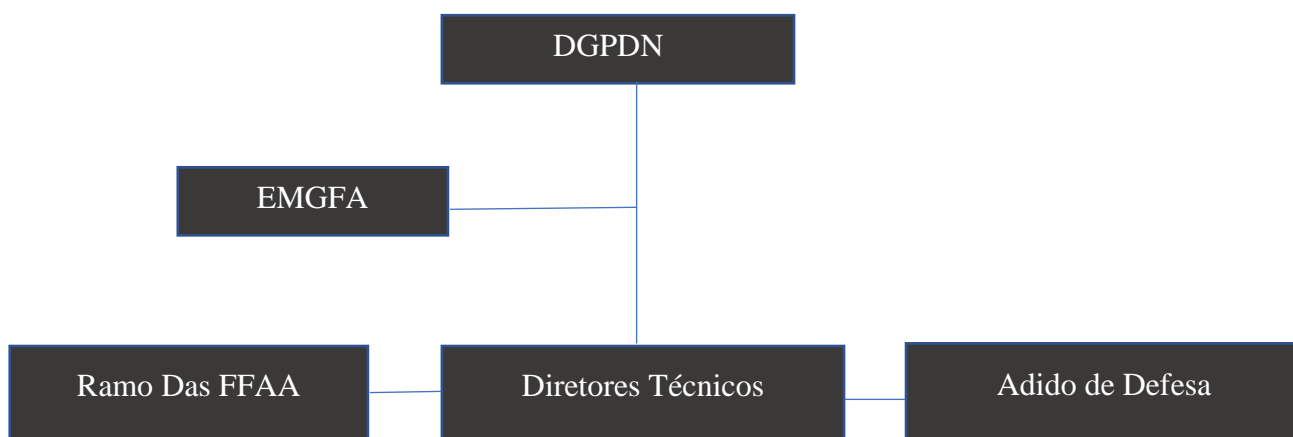 DGPDN
EMGFA
Ramo Das FFAA
Diretores Técnicos
Adido de Defesa